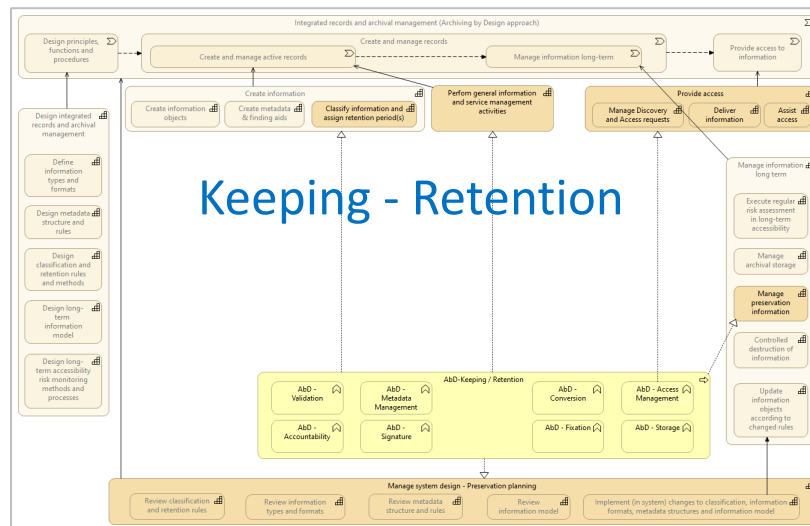 Integrated records and archival management (Archiving by Design approach)
Design principles,
functions and
procedures
Create and manage records
Create and manage active records
Manage information long-term
Provide access to
information
Create information
Create information
objects
Create metadata
& finding aids
Classify information and
assign retention period(s)
Perform general information
and service management
activities
Provide access
Manage Discovery
and Access requests
Deliver
information
Assist
access
Design integrated
records and archival
management
Define
information
types and
formats
Design metadata
structure and
rules
Design
classification and
retention rules
and methods
Design long-
term
information
model
Design long-
term accessibility
risk monitoring
methods and
processes
Keeping - Retention
Manage information
long term
Execute regular
risk assessment
in long-term
accessibility
Manage
archival storage
Manage
preservation
information
Controlled
destruction of
information
Update
information
objects
according to
changed rules
AbD-Keeping / Retention
AbD -
Validation
AbD -
Metadata
Management
AbD -
Conversion
AbD - Access
Management
AbD -
Accountability
AbD -
Signature
AbD - Fixation
AbD - Storage
Manage system design - Preservation planning
Review classification
and retention rules
Review information
types and formats
Review metadata
structure and rules
Review
information model
Implement (in system) changes to classification, information
formats, metadata structures and information model